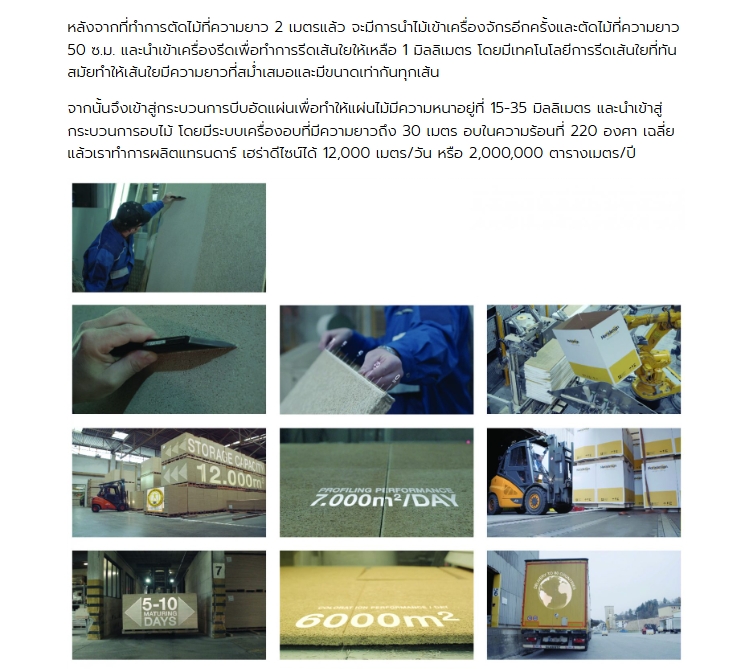 หลังจากที่ทำการตัดไม้ที่ความยาว 2 เมตรแล้ว จะมีการนำไม้เข้าเครื่องจักรอีกครั้งและตัดไม้ที่ความยาว
50 ซ.ม. และนำเข้าเครื่องรีดเพื่อทำการรีดเส้นใยให้เหลือ 1 มิลลิเมตร โดยมีเทคโนโลยีการรีดเส้นใยที่ทัน
สมัยทำให้เส้นใยมีความยาวที่สม่ำเสมอและมีขนาดเท่ากันทุกเส้น
จากนั้นจึงเข้าสู่กระบวนการบีบอัดแผ่นเพื่อทำให้แผ่นไม้มีความหนาอยู่ที่ 15-35 มิลลิเมตร และนำเข้าสู่
กระบวนการอบไม้ โดยมีระบบเครื่องอบที่มีความยาวถึง 30 เมตร อบในความร้อนที่ 220 องศา เฉลี่ย
แล้วเราทำการผลิตแทรนดาร์ เฮร่าดีไซน์ได้ 12,000 เมตร/วัน หรือ 2,000,000 ตารางเมตร/ปี
STORAGE CAPACITY
12.000m²
PROFILING PERFORMANCE
7.000m²/DAY
7
5-10
MATURING
DAYS
6000m²